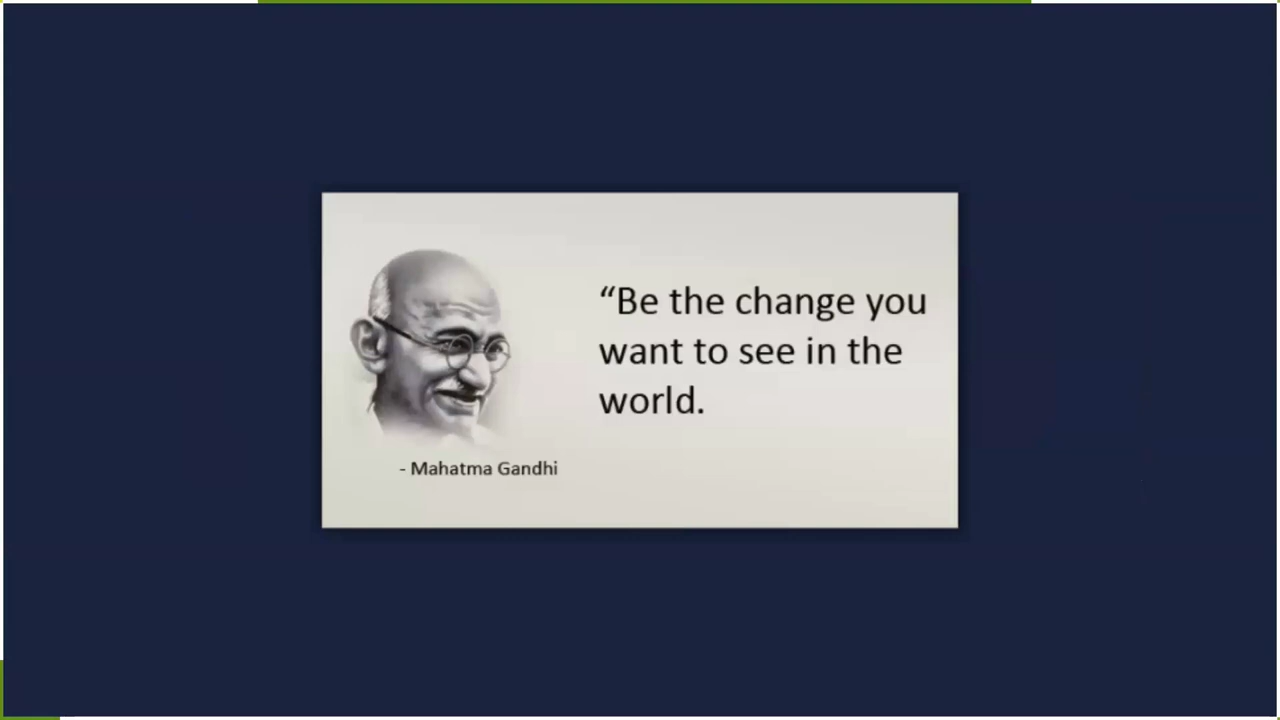 “Be the change you
want to see in the
world.
- Mahatma Gandhi